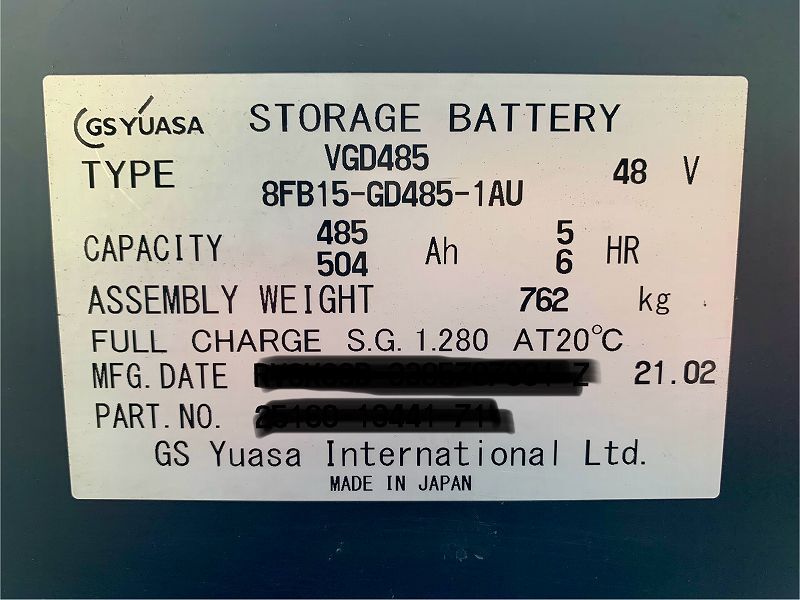 GS YUASA STORAGE BATTERY
TYPE VGD485 48 V
8FB15-GD485-1AU
CAPACITY 485 Ah 5 HR
504 6
ASSEMBLY WEIGHT 762 kg
FULL CHARGE S.G. 1.280 AT20°C
MFG. DATE 21.02
PART. NO.
GS Yuasa International Ltd.
MADE IN JAPAN